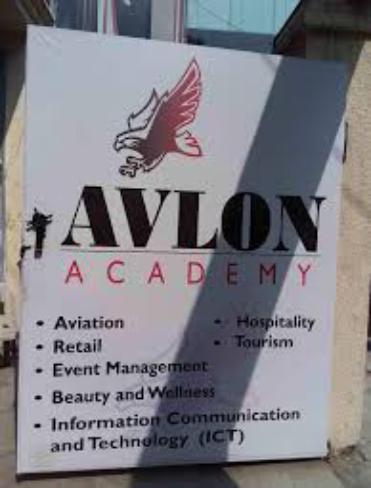 AVLON
ACADEMY
• Aviation
• Hospitality
• Retail
• Tourism
• Event Management
• Beauty and Wellness
• Information Communication
and Technology (ICT)